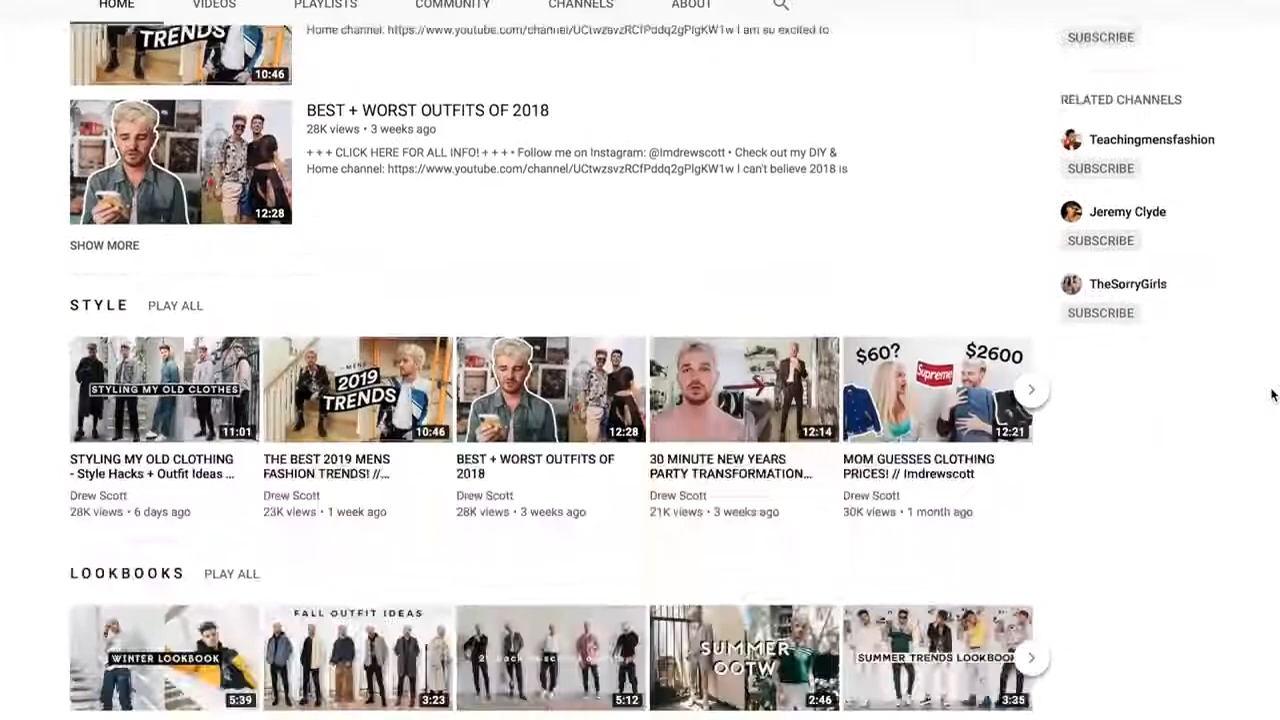 HOME VIDEOS PLAYLISTS COMMUNITY CHANNELS ABOUT
TRENDS
10:46
Home channel: https://www.youtube.com/channel/UCtwzsvzRCfPddq2gPlgKW1w I am so excited to
SUBSCRIBE
BEST + WORST OUTFITS OF 2018
28K views • 3 weeks ago
+ + + CLICK HERE FOR ALL INFO! + + + • Follow me on Instagram: @Imdrewscott • Check out my DIY &
Home channel: https://www.youtube.com/channel/UCtwzsvzRCfPddq2gPlgKW1w I can't believe 2018 is
12:28
SHOW MORE
RELATED CHANNELS
Teachingmensfashion
SUBSCRIBE
Jeremy Clyde
SUBSCRIBE
TheSorryGirls
SUBSCRIBE
STYLE PLAY ALL
STYLING MY OLD CLOTHES
11:01
MENS
2019
TRENDS
10:46
12:28
12:14
$60? $2600
Supreme
12:21
STYLING MY OLD CLOTHING
- Style Hacks + Outfit Ideas ...
Drew Scott
28K views • 6 days ago
THE BEST 2019 MENS
FASHION TRENDS! //...
Drew Scott
23K views • 1 week ago
BEST + WORST OUTFITS OF
2018
Drew Scott
28K views • 3 weeks ago
30 MINUTE NEW YEARS
PARTY TRANSFORMATION...
Drew Scott
21K views • 3 weeks ago
MOM GUESSES CLOTHING
PRICES! // Imdrewscott
Drew Scott
30K views • 1 month ago
LOOKBOOKS PLAY ALL
WINTER LOOKBOOK
5:39
FALL OUTFIT IDEAS
3:23
back school
5:12
SUMMER
OOTW
2:46
SUMMER TRENDS LOOKBOOK
3:35